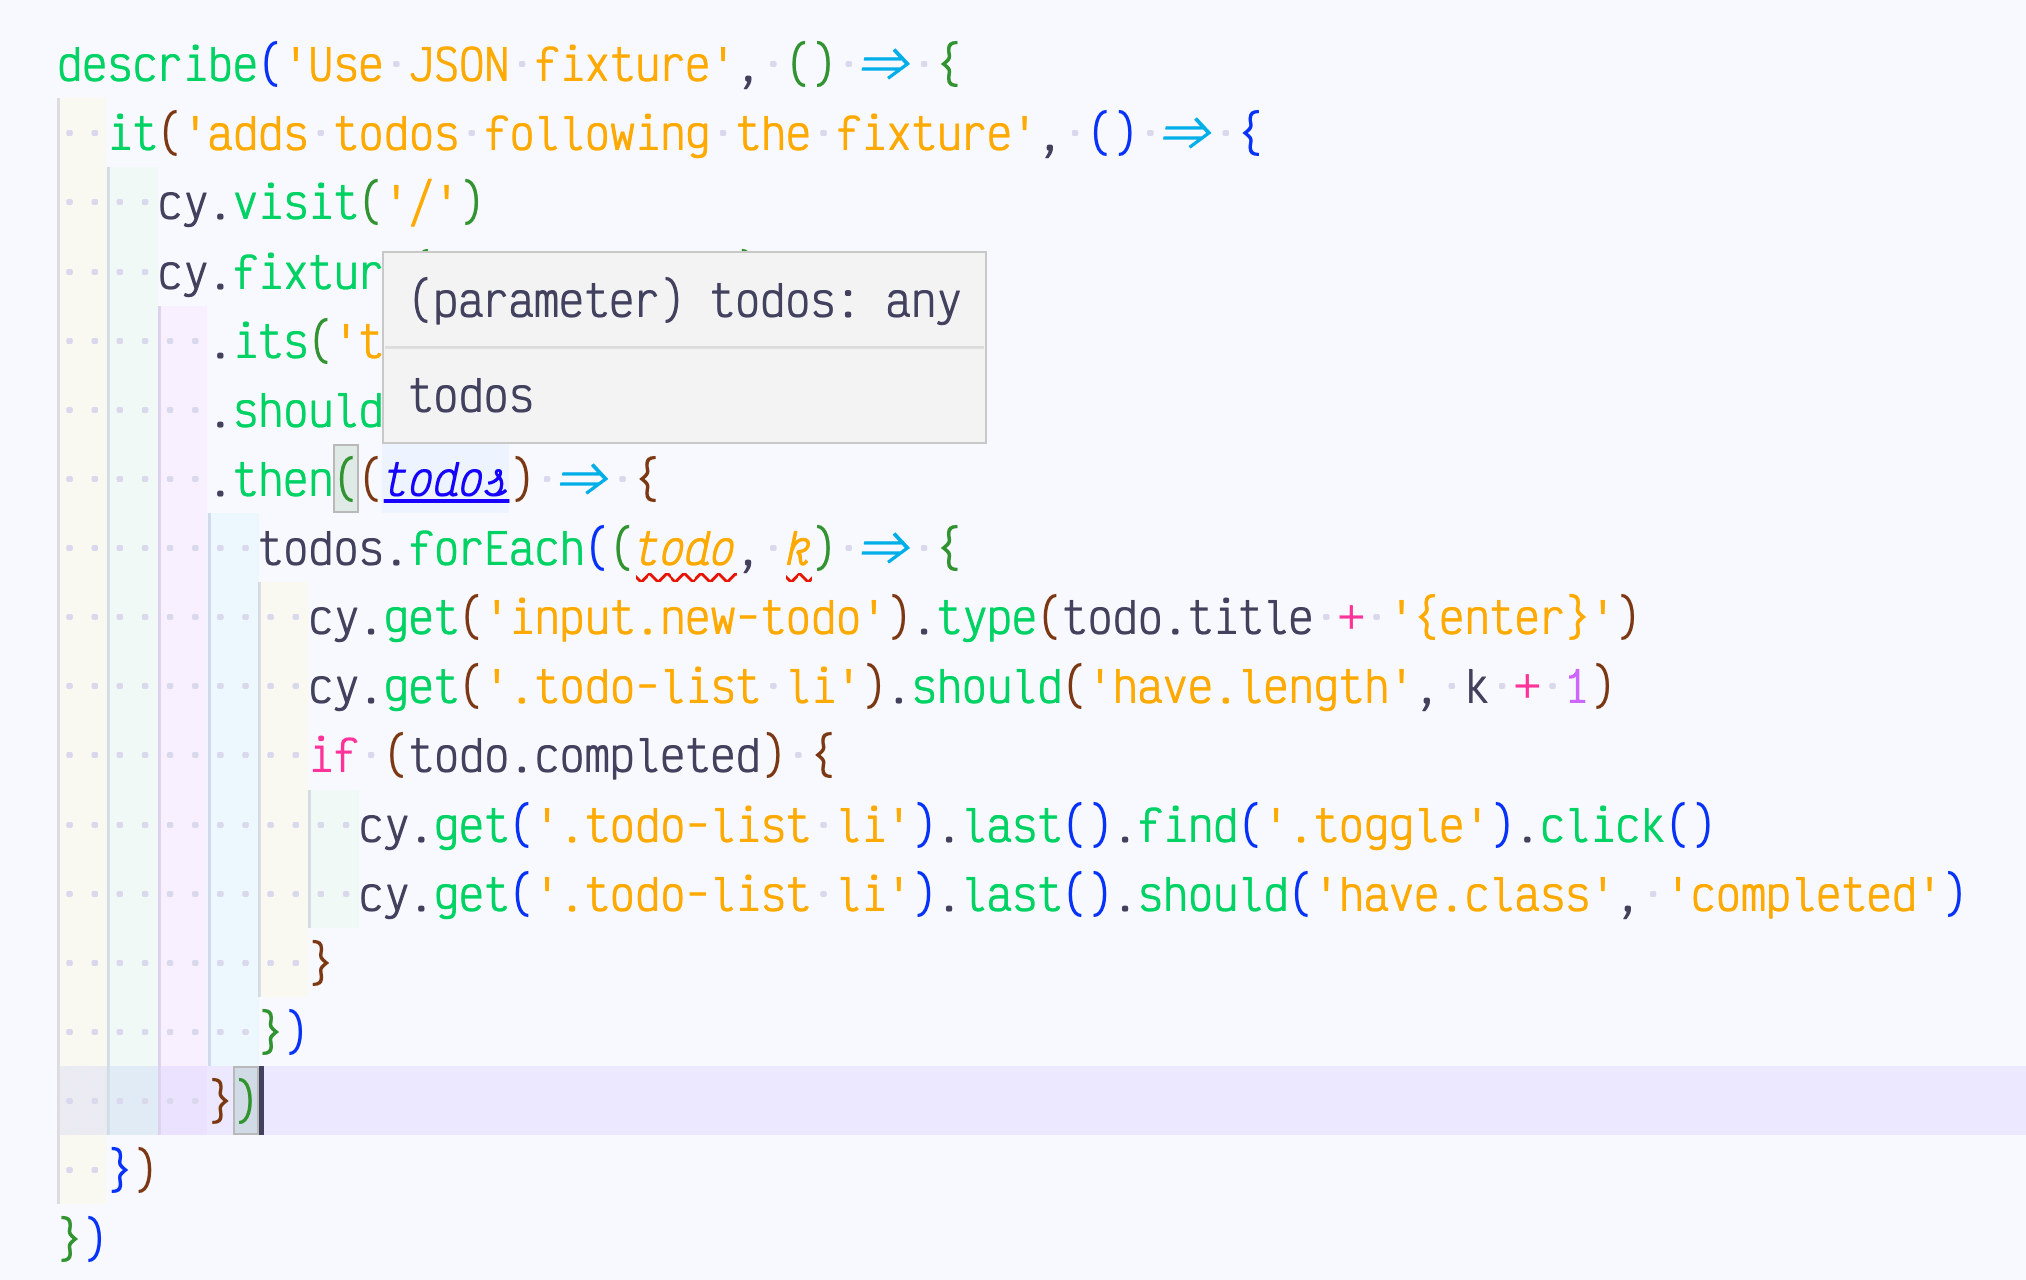 describe('Use JSON fixture', () => {
it('adds todos following the fixture', () => {
cy.visit('/')
cy.fixtur
(parameter) todos: any
.its('t
todos
.should
.then((todos) => {
todos.forEach((todo, k) => {
cy.get('input.new-todo').type(todo.title + '{enter}')
cy.get('.todo-list li').should('have.length', k + 1)
if (todo.completed) {
cy.get('.todo-list li').last().find('.toggle').click()
cy.get('.todo-list li').last().should('have.class', 'completed')
}
})
})
})
})